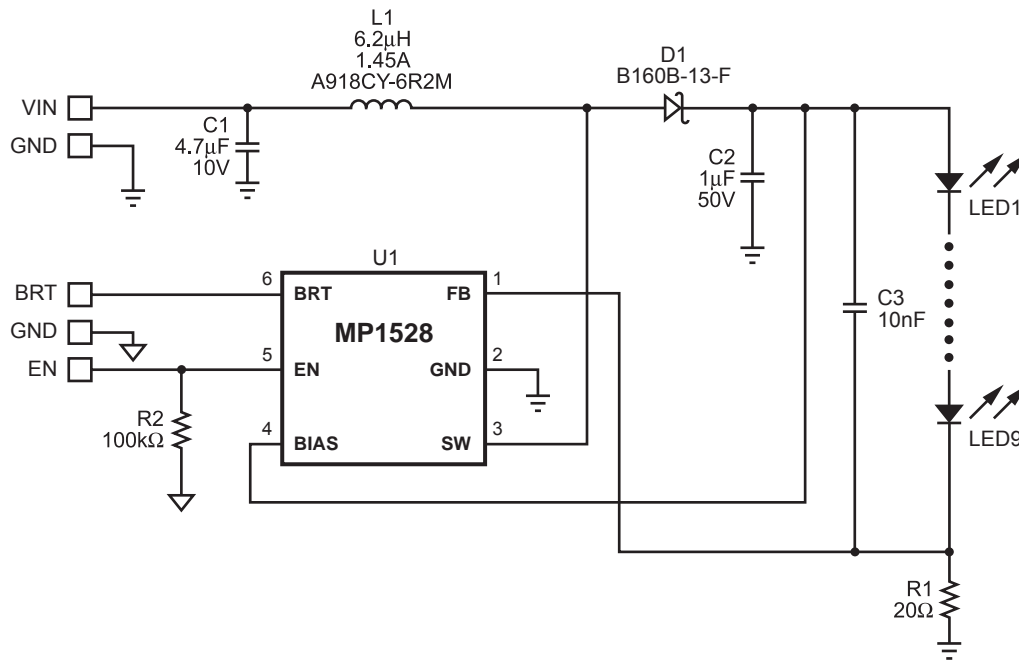 L1
6.2μH
1.45A
A918CY-6R2M
D1
B160B-13-F
VIN
GND
C1
4.7μF
10V
C2
1μF
50V
LED1
U1
BRT
6
BRT
FB
1
C3
10nF
GND
MP1528
EN
5
EN
GND
2
LED9
R2
100kΩ
4
BIAS
SW
3
R1
20Ω